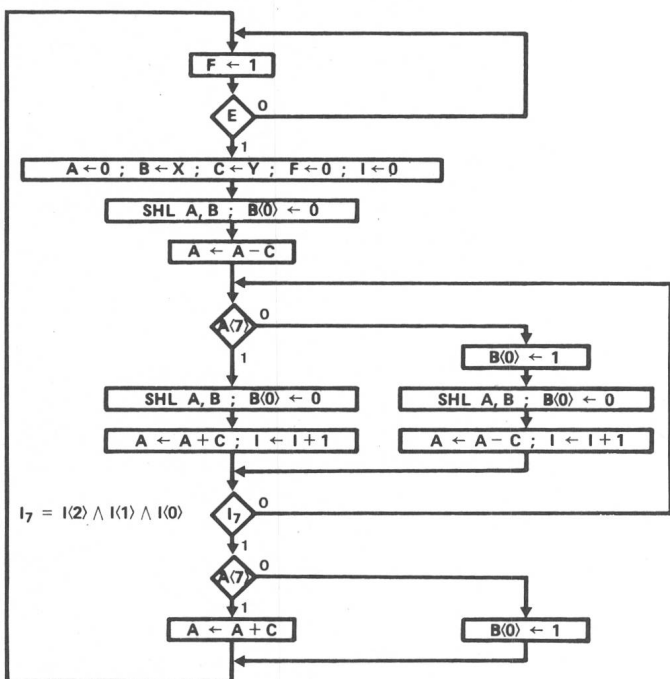 F ← 1
E
0
1
A←0 ; B←X ; C←Y ; F←0 ; I←0
SHL A, B ; B⟨0⟩ ← 0
A ← A − C
A⟨7⟩
0
1
B⟨0⟩ ← 1
SHL A, B ; B⟨0⟩ ← 0
SHL A, B ; B⟨0⟩ ← 0
A ← A + C ; I ← I + 1
A ← A − C ; I ← I + 1
I₇ = I⟨2⟩ ∧ I⟨1⟩ ∧ I⟨0⟩
I₇
0
1
A⟨7⟩
0
1
A ← A + C
B⟨0⟩ ← 1